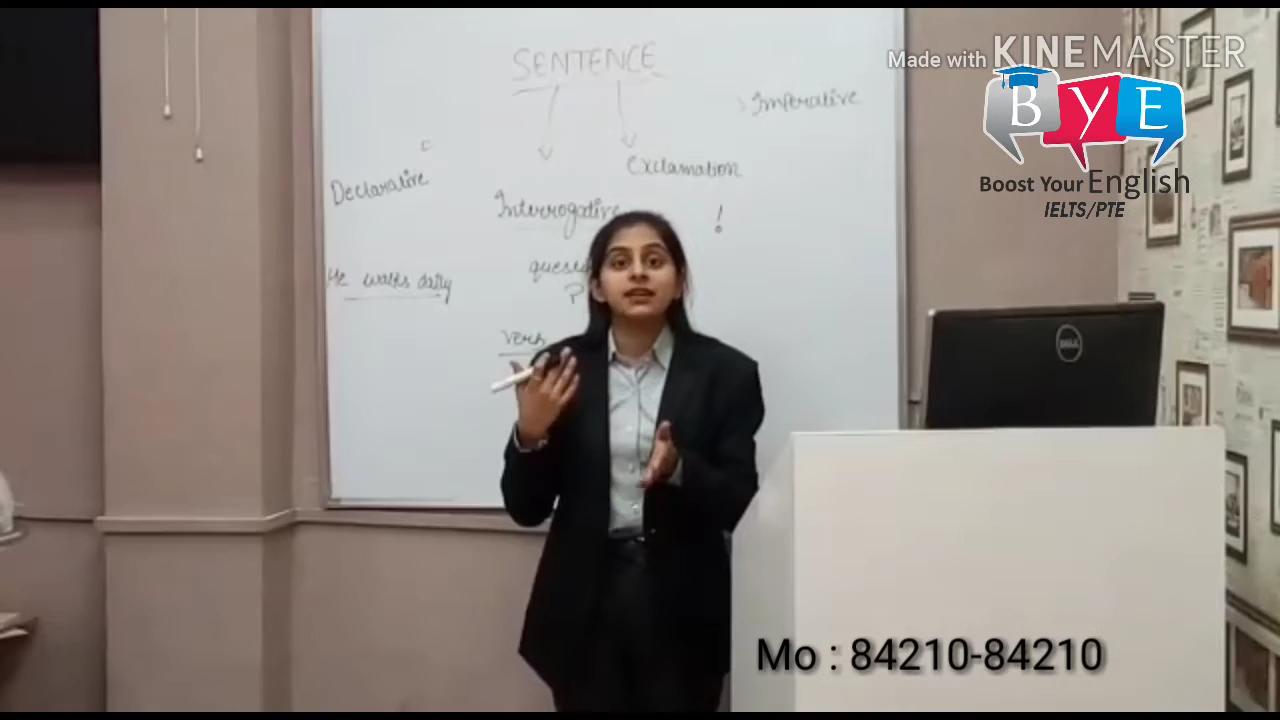 Made with KINEMASTER
BYE
Boost Your English
IELTS/PTE
SENTENCE
Imperative
Exclamation
!
Declarative
Interrogative
He walks daily
?
DELL
Mo : 84210-84210